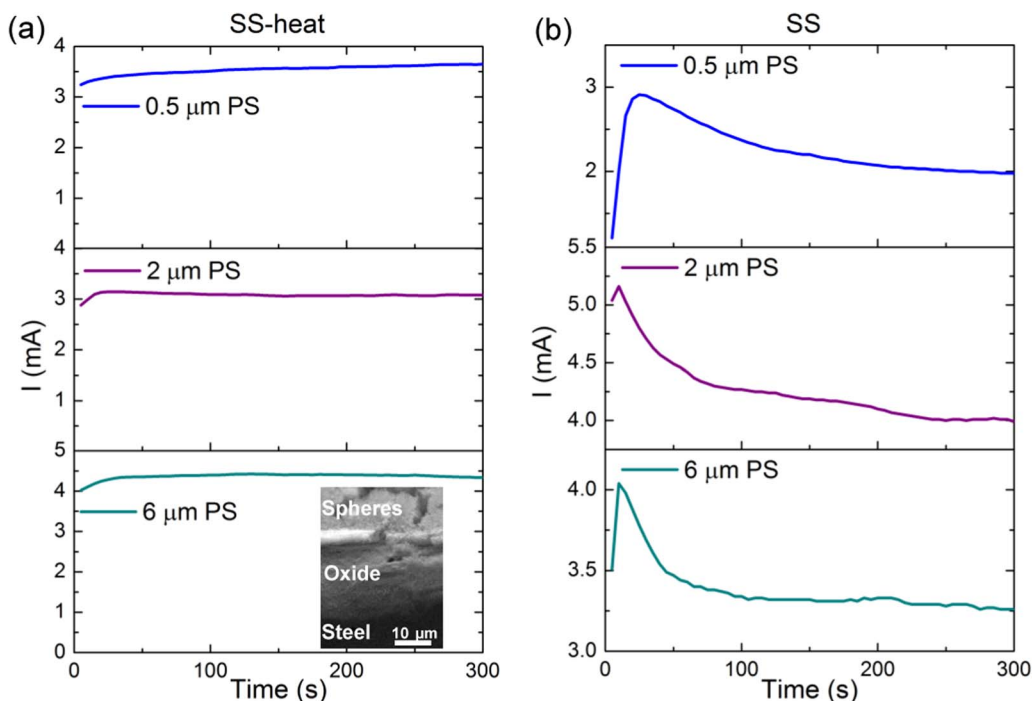 (a)
SS-heat
4
3
2
1
0.5 μm PS
4
3
2
1
2 μm PS
I (mA)
5
4
3
2
1
0
6 μm PS
Spheres
Oxide
Steel
10 μm
0
100
200
300
Time (s)
(b)
SS
3
2
0.5 μm PS
5.5
5.0
4.5
4.0
2 μm PS
I (mA)
4.0
3.5
3.0
6 μm PS
0
50
100
150
200
250
300
Time (s)